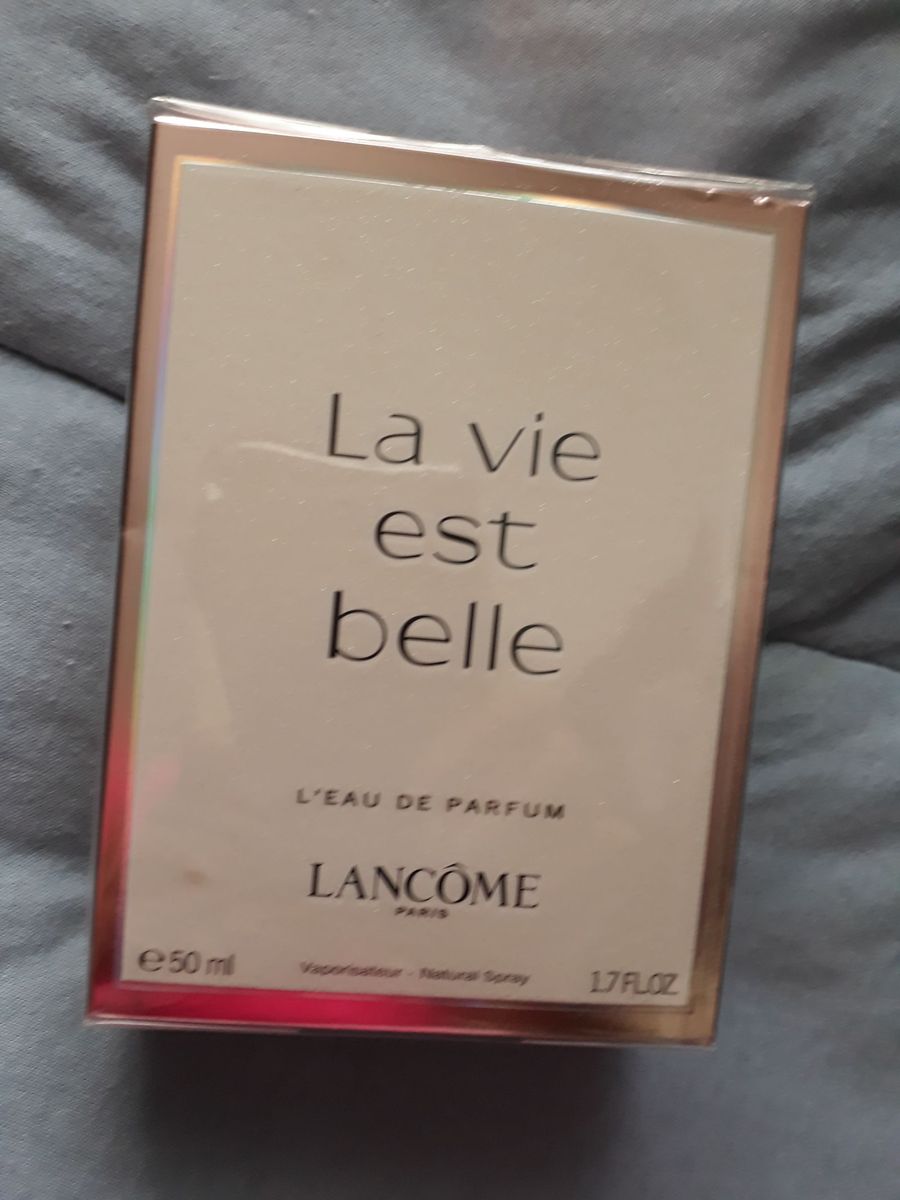 La vie
est
belle
L'EAU DE PARFUM
LANCÔME
PARIS
℮50 ml
Vaporisateur - Natural Spray
1.7 FL.OZ